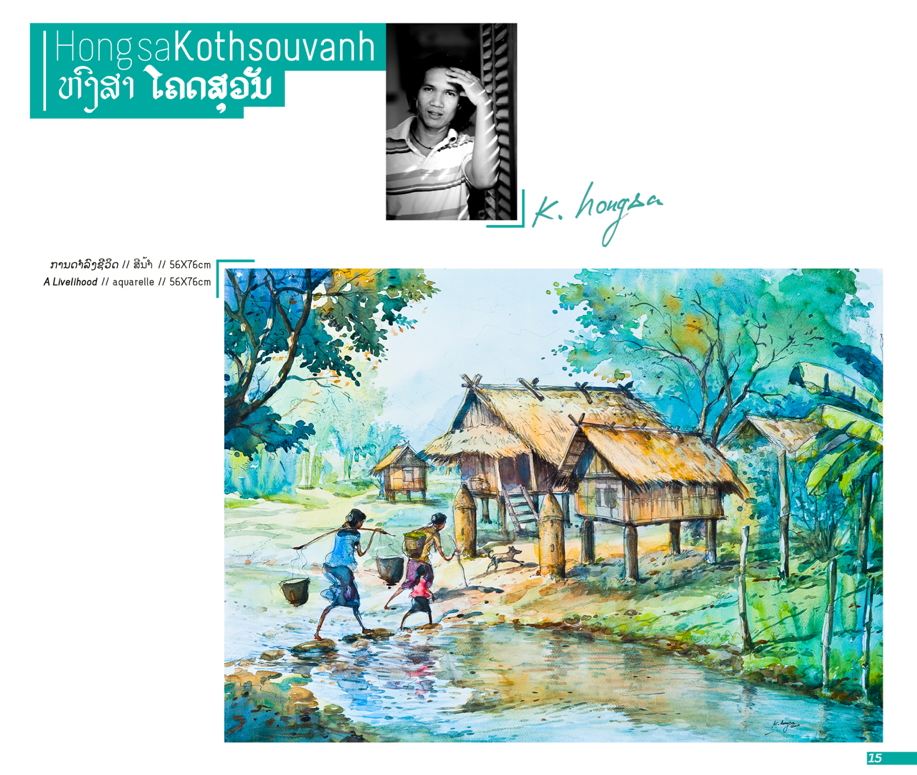 HongsaKothsouvanh
ຫົງສາ ໂຄດສຸວັນ
K. hongsa
ການດຳລົງຊີວິດ // ສີນ້ຳ // 56X76cm
A Livelihood // aquarelle // 56X76cm
K. hongsa
15